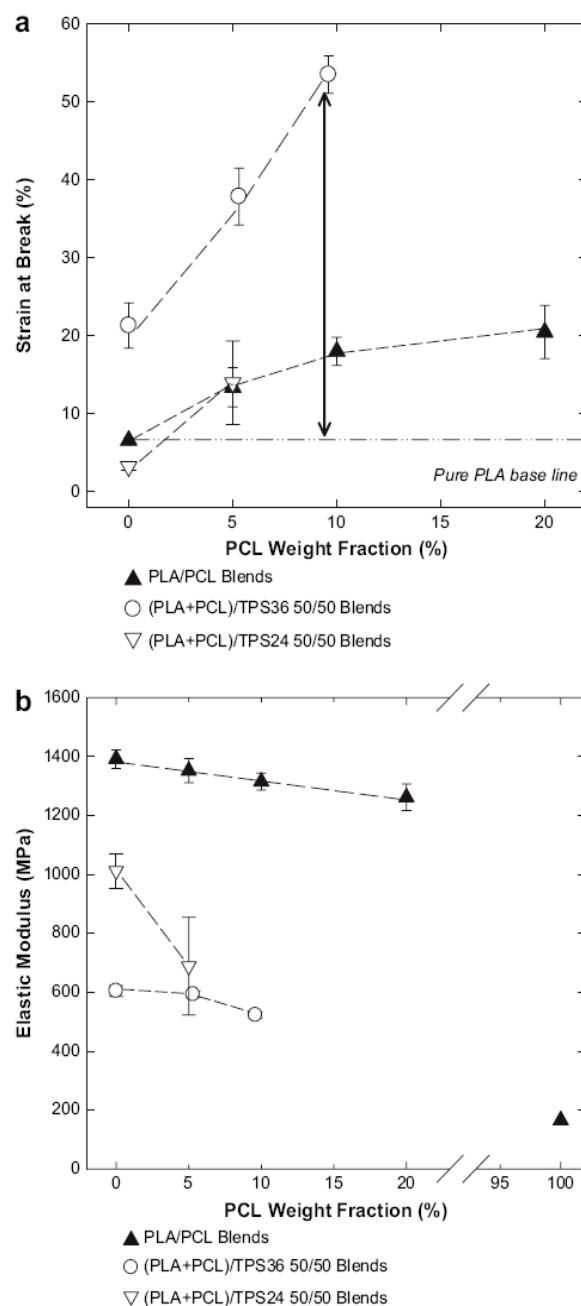 a
60
50
40
30
20
10
0
Strain at Break (%)
Pure PLA base line
0 5 10 15 20
PCL Weight Fraction (%)
▲ PLA/PCL Blends
○ (PLA+PCL)/TPS36 50/50 Blends
▽ (PLA+PCL)/TPS24 50/50 Blends
b
1600
1400
1200
1000
800
600
400
200
0
Elastic Modulus (MPa)
0 5 10 15 20 95 100
PCL Weight Fraction (%)
▲ PLA/PCL Blends
○ (PLA+PCL)/TPS36 50/50 Blends
▽ (PLA+PCL)/TPS24 50/50 Blends